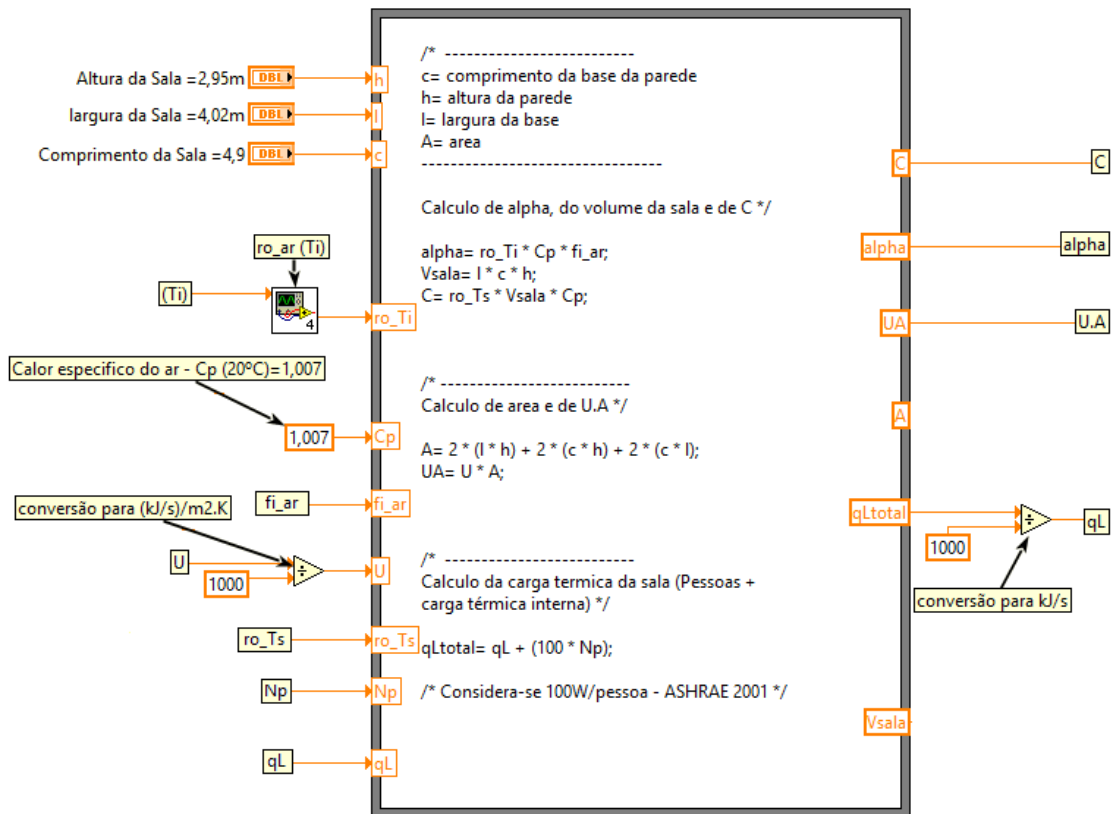 Altura da Sala =2,95m
DBL
h
largura da Sala =4,02m
DBL
l
Comprimento da Sala =4,9
DBL
c
ro_ar (Ti)
(Ti)
4
ro_Ti
Calor especifico do ar - Cp (20ºC)=1,007
1,007
Cp
fi_ar
fi_ar
conversão para (kJ/s)/m2.K
U
1000
÷
U
ro_Ts
ro_Ts
Np
Np
qL
qL
/* --------------------------
c= comprimento da base da parede
h= altura da parede
l= largura da base
A= area
---------------------------------
Calculo de alpha, do volume da sala e de C */
alpha= ro_Ti * Cp * fi_ar;
Vsala= l * c * h;
C= ro_Ts * Vsala * Cp;
/* --------------------------
Calculo de area e de U.A */
A= 2 * (l * h) + 2 * (c * h) + 2 * (c * l);
UA= U * A;
/* --------------------------
Calculo da carga termica da sala (Pessoas +
carga térmica interna) */
qLtotal= qL + (100 * Np);
/* Considera-se 100W/pessoa - ASHRAE 2001 */
C
C
alpha
alpha
UA
U.A
A
qLtotal
1000
÷
qL
conversão para kJ/s
Vsala